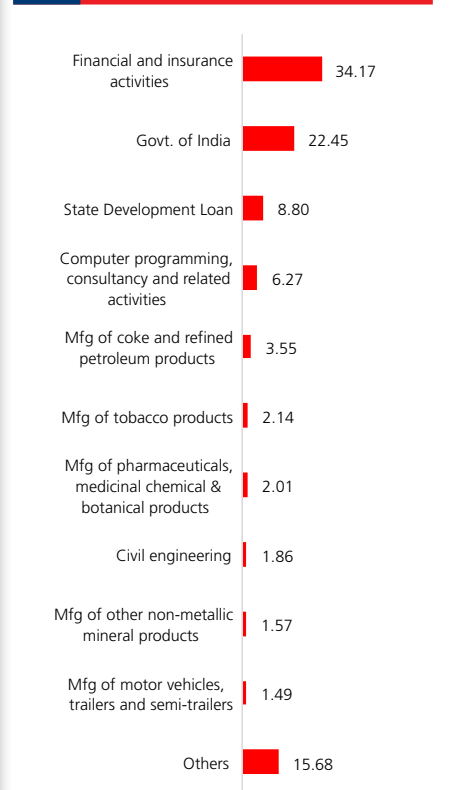 Financial and insurance
activities
34.17
Govt. of India
22.45
State Development Loan
8.80
Computer programming,
consultancy and related
activities
6.27
Mfg of coke and refined
petroleum products
3.55
Mfg of tobacco products
2.14
Mfg of pharmaceuticals,
medicinal chemical &
botanical products
2.01
Civil engineering
1.86
Mfg of other non-metallic
mineral products
1.57
Mfg of motor vehicles,
trailers and semi-trailers
1.49
Others
15.68